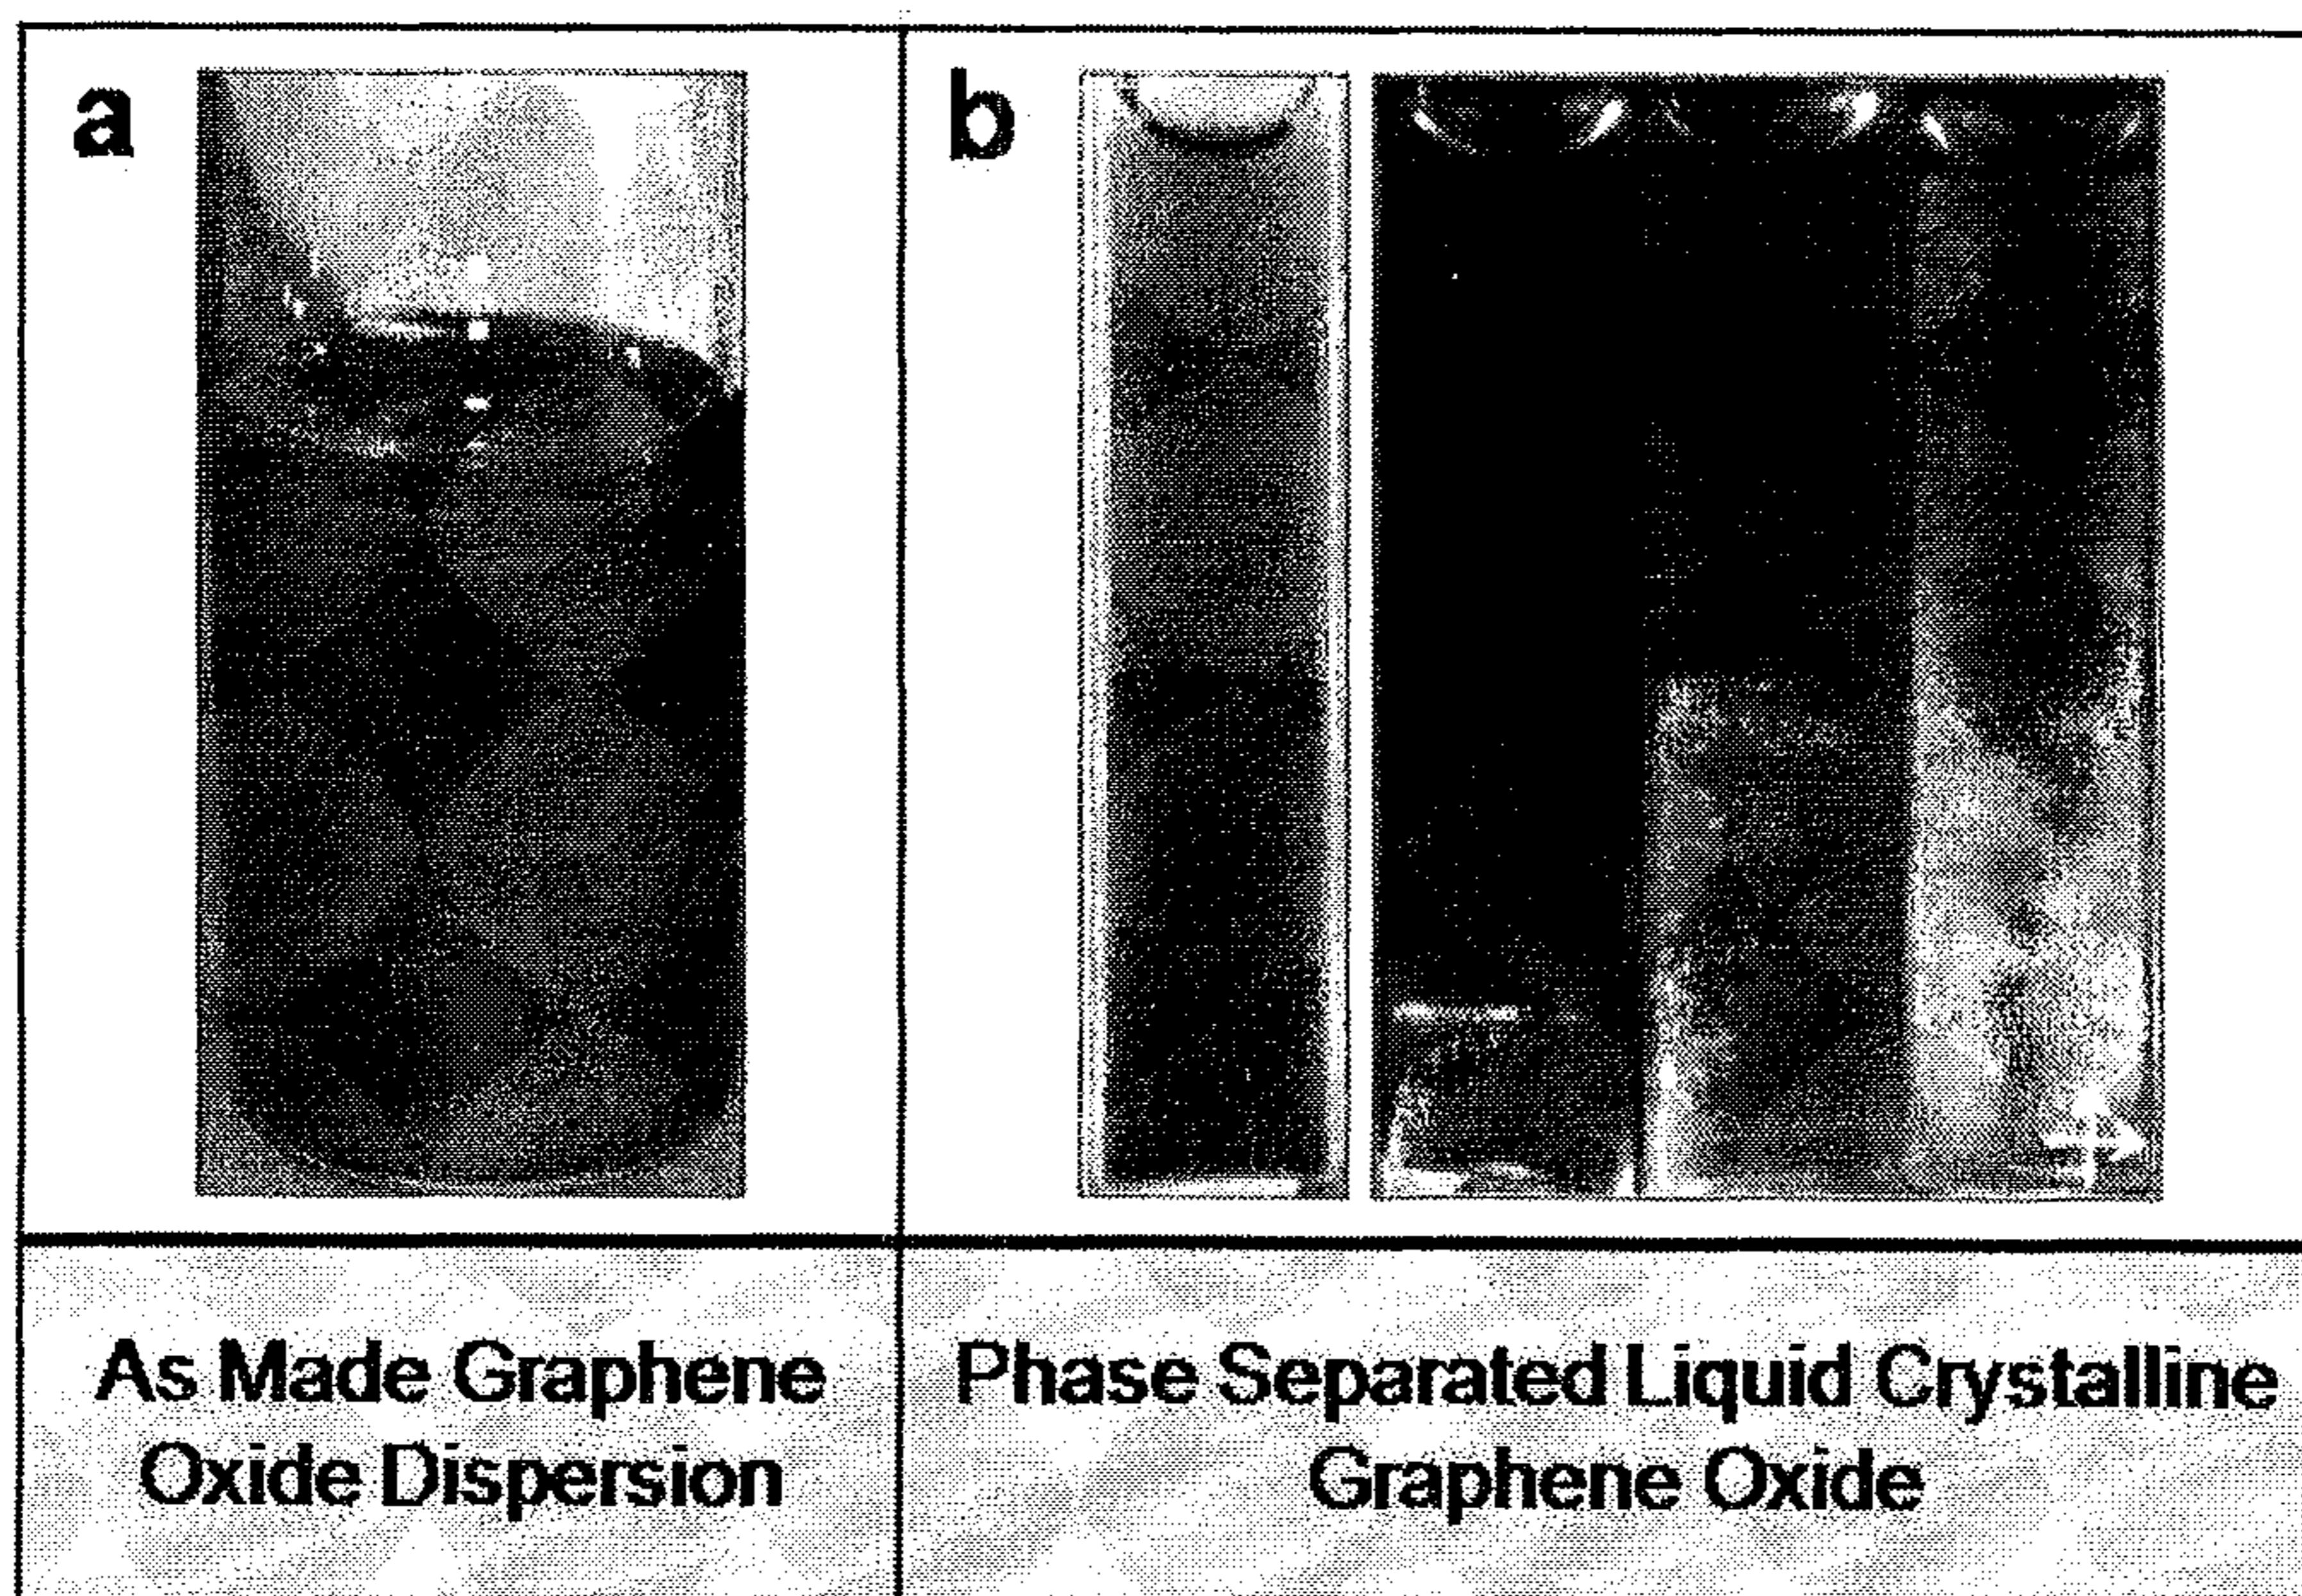 a
b
As Made Graphene
Oxide Dispersion
Phase Separated Liquid Crystalline
Graphene Oxide